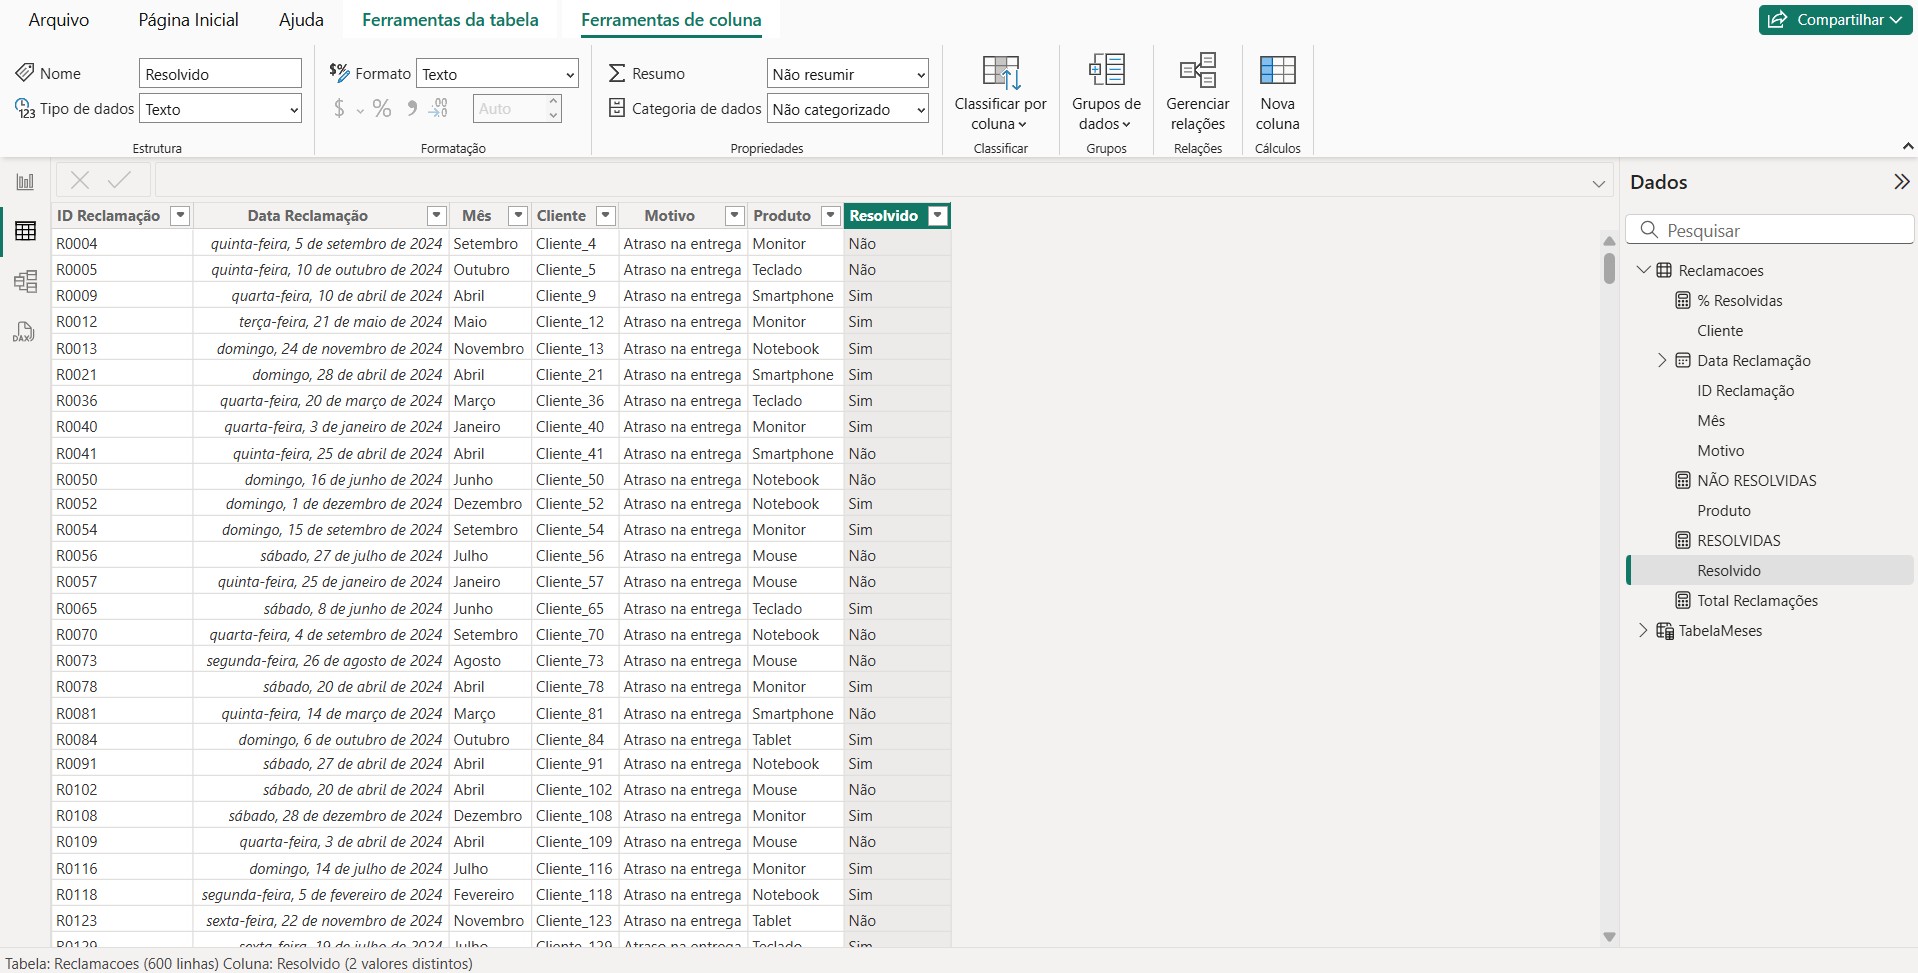 Arquivo Página Inicial Ajuda Ferramentas da tabela Ferramentas de coluna Compartilhar
Nome Resolvido
Tipo de dados Texto
Estrutura
Formato Texto
$ % 9 .00 Auto
Formatação
Resumo Não resumir
Categoria de dados Não categorizado
Propriedades
Classificar por
coluna
Classificar
Grupos de
dados
Grupos
Gerenciar
relações
Relações
Nova
coluna
Cálculos
DAX
ID Reclamação Data Reclamação Mês Cliente Motivo Produto Resolvido
R0004 quinta-feira, 5 de setembro de 2024 Setembro Cliente_4 Atraso na entrega Monitor Não
R0005 quinta-feira, 10 de outubro de 2024 Outubro Cliente_5 Atraso na entrega Teclado Não
R0009 quarta-feira, 10 de abril de 2024 Abril Cliente_9 Atraso na entrega Smartphone Sim
R0012 terça-feira, 21 de maio de 2024 Maio Cliente_12 Atraso na entrega Monitor Sim
R0013 domingo, 24 de novembro de 2024 Novembro Cliente_13 Atraso na entrega Notebook Sim
R0021 domingo, 28 de abril de 2024 Abril Cliente_21 Atraso na entrega Smartphone Sim
R0036 quarta-feira, 20 de março de 2024 Março Cliente_36 Atraso na entrega Teclado Sim
R0040 quarta-feira, 3 de janeiro de 2024 Janeiro Cliente_40 Atraso na entrega Monitor Sim
R0041 quinta-feira, 25 de abril de 2024 Abril Cliente_41 Atraso na entrega Smartphone Não
R0050 domingo, 16 de junho de 2024 Junho Cliente_50 Atraso na entrega Notebook Não
R0052 domingo, 1 de dezembro de 2024 Dezembro Cliente_52 Atraso na entrega Notebook Sim
R0054 domingo, 15 de setembro de 2024 Setembro Cliente_54 Atraso na entrega Monitor Sim
R0056 sábado, 27 de julho de 2024 Julho Cliente_56 Atraso na entrega Mouse Não
R0057 quinta-feira, 25 de janeiro de 2024 Janeiro Cliente_57 Atraso na entrega Mouse Não
R0065 sábado, 8 de junho de 2024 Junho Cliente_65 Atraso na entrega Teclado Sim
R0070 quarta-feira, 4 de setembro de 2024 Setembro Cliente_70 Atraso na entrega Notebook Não
R0073 segunda-feira, 26 de agosto de 2024 Agosto Cliente_73 Atraso na entrega Mouse Não
R0078 sábado, 20 de abril de 2024 Abril Cliente_78 Atraso na entrega Monitor Sim
R0081 quinta-feira, 14 de março de 2024 Março Cliente_81 Atraso na entrega Smartphone Não
R0084 domingo, 6 de outubro de 2024 Outubro Cliente_84 Atraso na entrega Tablet Sim
R0091 sábado, 27 de abril de 2024 Abril Cliente_91 Atraso na entrega Notebook Sim
R0102 sábado, 20 de abril de 2024 Abril Cliente_102 Atraso na entrega Mouse Não
R0108 sábado, 28 de dezembro de 2024 Dezembro Cliente_108 Atraso na entrega Monitor Sim
R0109 quarta-feira, 3 de abril de 2024 Abril Cliente_109 Atraso na entrega Mouse Não
R0116 domingo, 14 de julho de 2024 Julho Cliente_116 Atraso na entrega Monitor Sim
R0118 segunda-feira, 5 de fevereiro de 2024 Fevereiro Cliente_118 Atraso na entrega Notebook Sim
R0123 sexta-feira, 22 de novembro de 2024 Novembro Cliente_123 Atraso na entrega Tablet Não
R0129 sexta-feira, 19 de julho de 2024 Julho Cliente_129 Atraso na entrega Teclado Sim
Dados
Pesquisar
Reclamacoes
% Resolvidas
Cliente
Data Reclamação
ID Reclamação
Mês
Motivo
NÃO RESOLVIDAS
Produto
RESOLVIDAS
Resolvido
Total Reclamações
TabelaMeses
Tabela: Reclamacoes (600 linhas) Coluna: Resolvido (2 valores distintos)